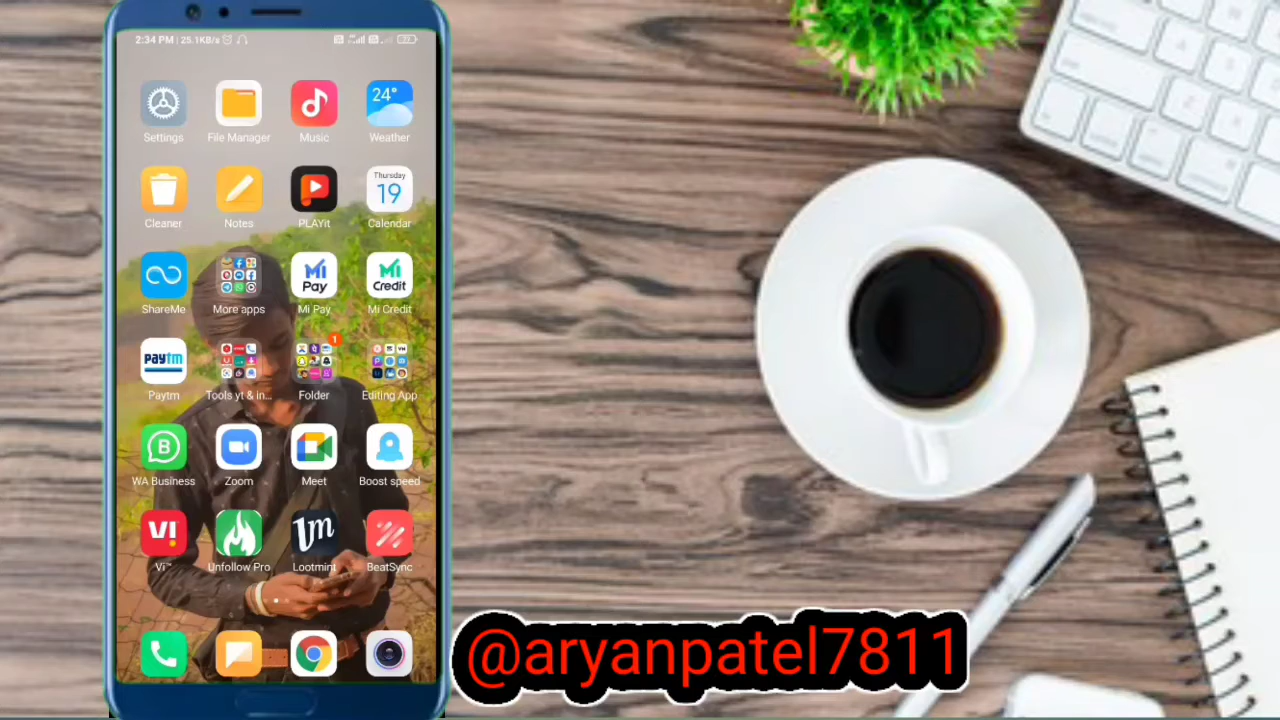 2:34 PM | 25.1KB/s
24°
Settings File Manager Music Weather
Thursday
19
Cleaner Notes PLAYit Calendar
Mi Pay
Mi Credit
ShareMe More apps Mi Pay Mi Credit
paytm
1
Paytm Tools yt & in... Folder Editing App
B
WA Business Zoom Meet Boost speed
VI
Vi™ Unfollow Pro Lootmint BeatSync
@aryanpatel7811